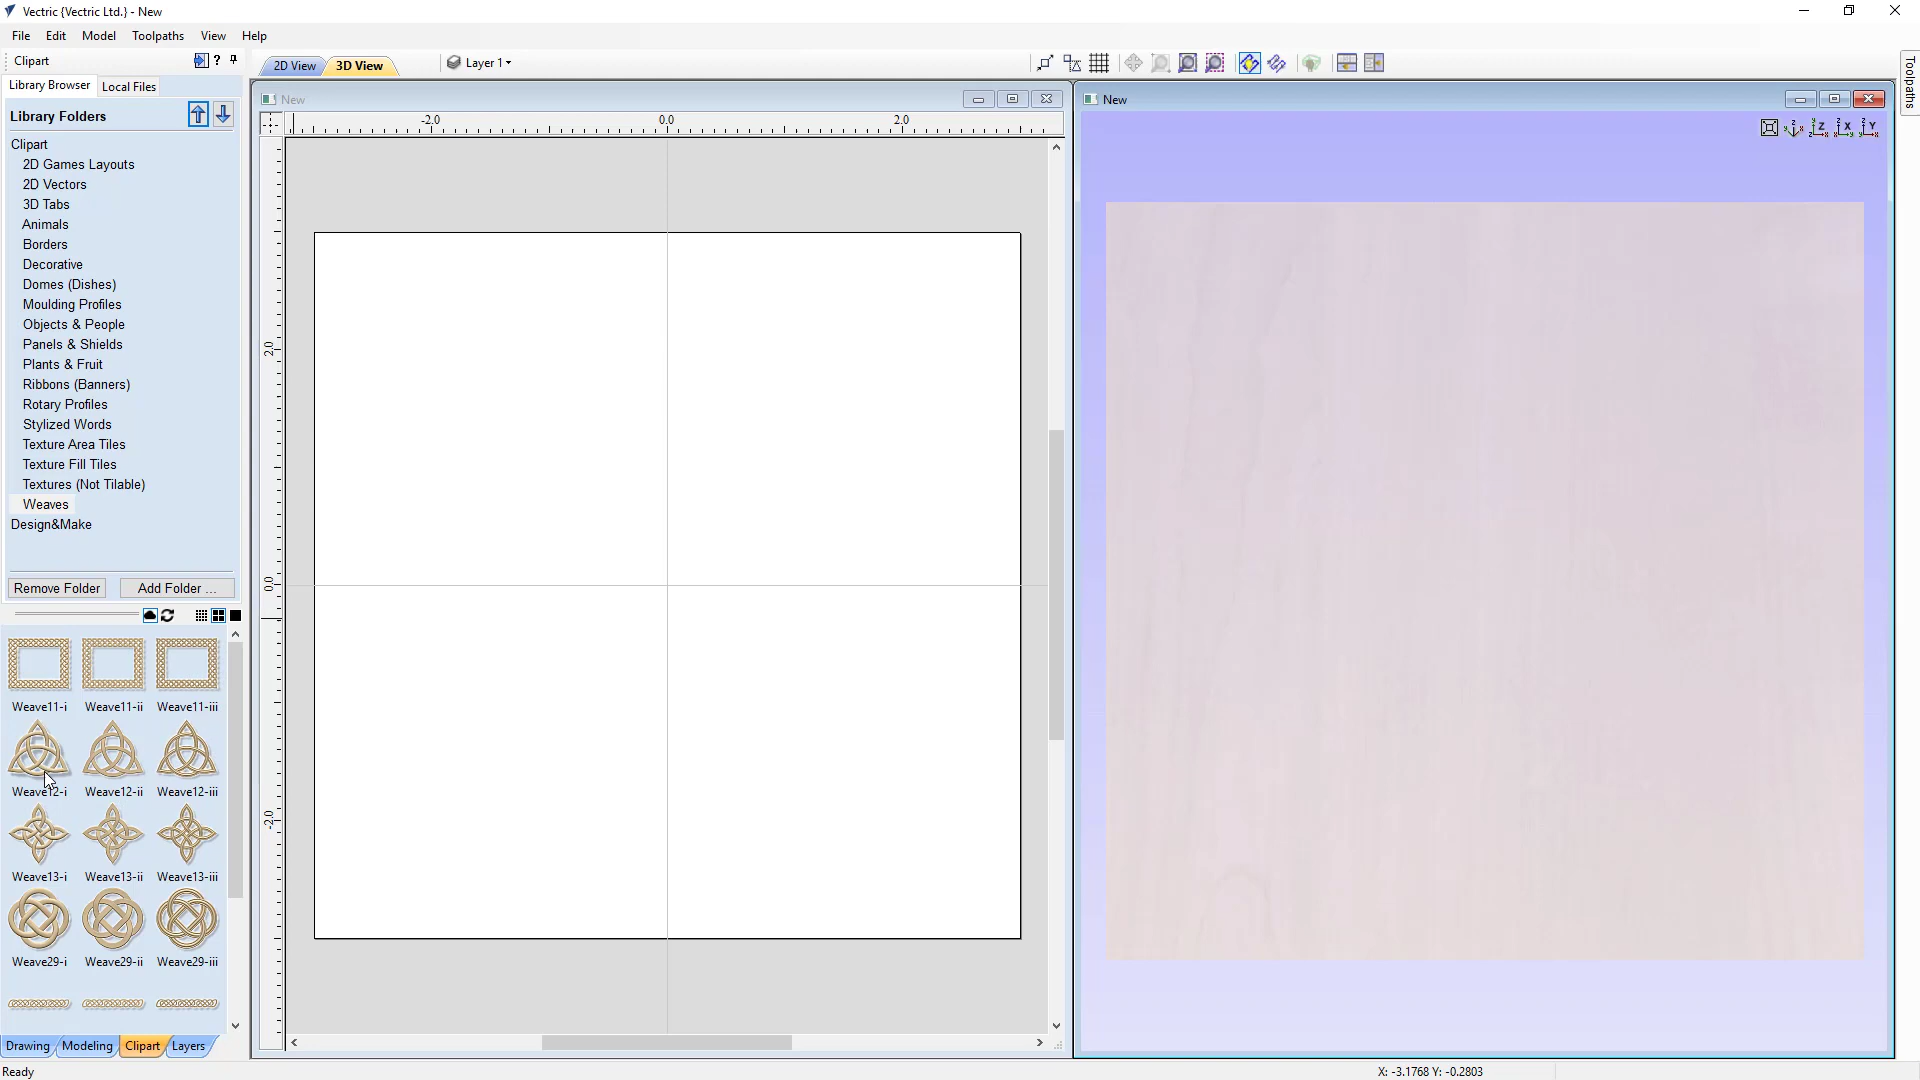 Vectric {Vectric Ltd.} - New
File Edit Model Toolpaths View Help
Clipart ?
Library Browser Local Files
2D View 3D View Layer 1
Library Folders
New
New
-2.0 0.0 2.0
Z X Y
Clipart
2D Games Layouts
2D Vectors
3D Tabs
Animals
Borders
Decorative
Domes (Dishes)
Moulding Profiles
Objects & People
Panels & Shields
Plants & Fruit
Ribbons (Banners)
Rotary Profiles
Stylized Words
Texture Area Tiles
Texture Fill Tiles
Textures (Not Tilable)
Weaves
Design&Make
Remove Folder Add Folder ...
2.0
0.0
-2.0
Weave11-i Weave11-ii Weave11-iii
Weave12-i Weave12-ii Weave12-iii
Weave13-i Weave13-ii Weave13-iii
Weave29-i Weave29-ii Weave29-iii
Drawing Modeling Clipart Layers
Toolpaths
Ready
X: -3.1768 Y: -0.2803